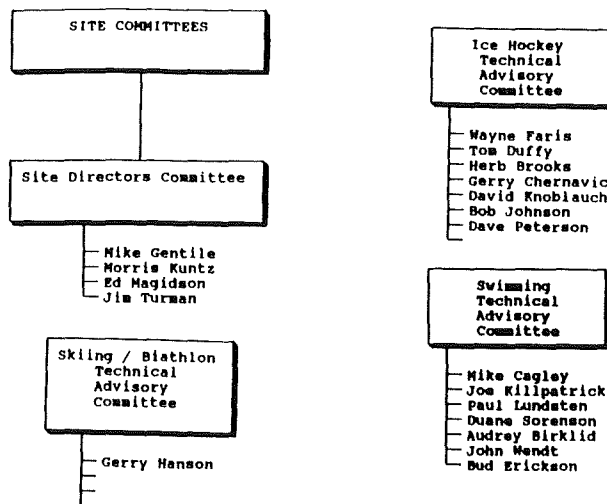 SITE COMMITTEES
Site Directors Committee
Mike Gentile
Morris Kuntz
Ed Magidson
Jim Turman
Skiing / Biathlon
Technical
Advisory
Committee
Gerry Hanson
Ice Hockey
Technical
Advisory
Committee
Wayne Faris
Tom Duffy
Herb Brooks
Gerry Chernavic
David Knoblauch
Bob Johnson
Dave Peterson
Swimming
Technical
Advisory
Committee
Mike Cagley
Joe Killpatrick
Paul Lundsten
Duane Sorenson
Audrey Birklid
John Wendt
Bud Erickson